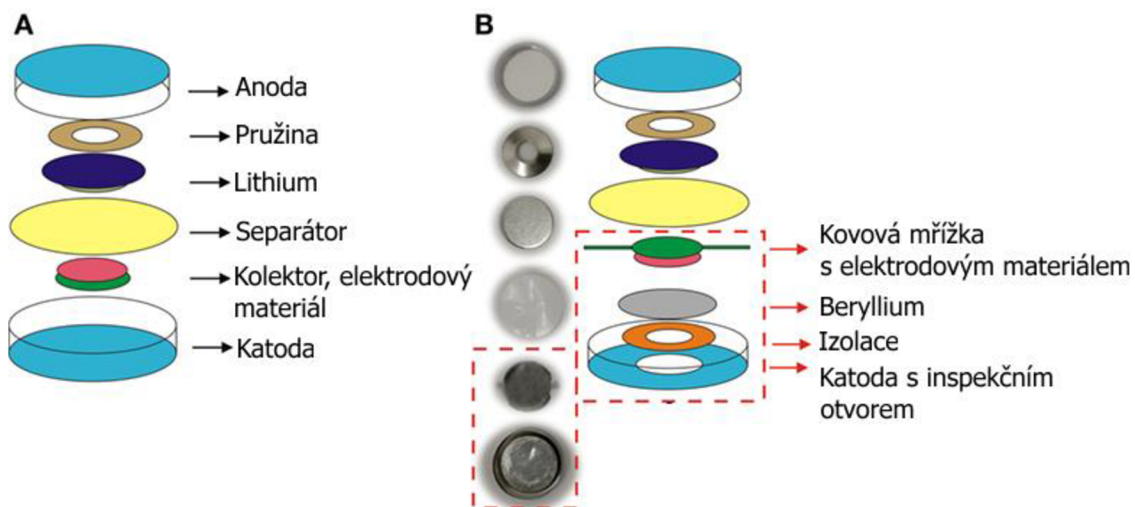 A
Anoda
Pružina
Lithium
Separátor
Kolektor, elektrodový
materiál
Katoda
B
Kovová mřížka
s elektrodovým materiálem
Beryllium
Izolace
Katoda s inspekčním
otvorem